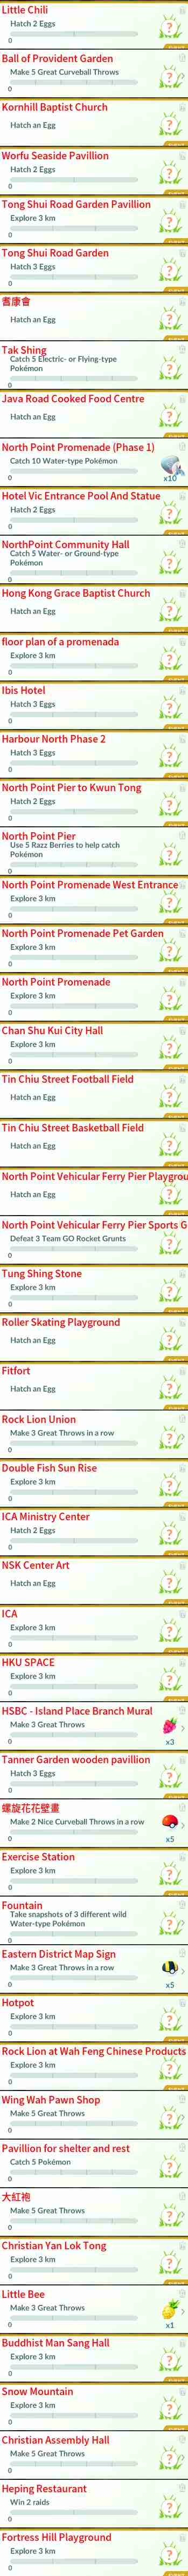 Little Chili
Hatch 2 Eggs
0
Ball of Provident Garden
Make 5 Great Curveball Throws
0
Kornhill Baptist Church
Hatch an Egg
Worfu Seaside Pavillion
Hatch 2 Eggs
0
Tong Shui Road Garden Pavillion
Explore 3 km
0
Tong Shui Road Garden
Hatch 3 Eggs
0
耆康會
Hatch an Egg
Tak Shing
Catch 5 Electric- or Flying-type
Pokémon
0
Java Road Cooked Food Centre
Hatch an Egg
North Point Promenade (Phase 1)
Catch 10 Water-type Pokémon
0
x10
Hotel Vic Entrance Pool And Statue
Hatch 2 Eggs
0
NorthPoint Community Hall
Catch 5 Water- or Ground-type
Pokémon
0
Hong Kong Grace Baptist Church
Hatch an Egg
floor plan of a promenada
Explore 3 km
0
Ibis Hotel
Hatch 3 Eggs
0
Harbour North Phase 2
Hatch 3 Eggs
0
North Point Pier to Kwun Tong
Hatch 2 Eggs
0
North Point Pier
Use 5 Razz Berries to help catch
Pokémon
0
North Point Promenade West Entrance
Explore 3 km
0
North Point Promenade Pet Garden
Explore 3 km
0
North Point Promenade
Explore 3 km
0
Chan Shu Kui City Hall
Explore 3 km
0
Tin Chiu Street Football Field
Hatch an Egg
Tin Chiu Street Basketball Field
Hatch an Egg
North Point Vehicular Ferry Pier Playgrou
Hatch an Egg
North Point Vehicular Ferry Pier Sports G
Defeat 3 Team GO Rocket Grunts
0
Tung Shing Stone
Explore 3 km
0
Roller Skating Playground
Hatch an Egg
Fitfort
Hatch an Egg
Rock Lion Union
Make 3 Great Throws in a row
0
Double Fish Sun Rise
Explore 3 km
0
ICA Ministry Center
Hatch 2 Eggs
0
NSK Center Art
Hatch an Egg
ICA
Explore 3 km
0
HKU SPACE
Explore 3 km
0
HSBC - Island Place Branch Mural
Make 3 Great Throws
0
x3
Tanner Garden wooden pavillion
Hatch 3 Eggs
0
螺旋花花壁畫
Make 2 Nice Curveball Throws in a row
0
x5
Exercise Station
Explore 3 km
0
Fountain
Take snapshots of 3 different wild
Water-type Pokémon
0
Eastern District Map Sign
Make 3 Great Throws in a row
0
x5
Hotpot
Explore 3 km
0
Rock Lion at Wah Feng Chinese Products
Explore 3 km
0
Wing Wah Pawn Shop
Make 5 Great Throws
0
Pavillion for shelter and rest
Catch 5 Pokémon
0
大紅袍
Make 5 Great Throws
0
Christian Yan Lok Tong
Explore 3 km
0
Little Bee
Make 3 Great Throws
0
x1
Buddhist Man Sang Hall
Explore 3 km
0
Snow Mountain
Explore 3 km
0
Christian Assembly Hall
Make 5 Great Throws
0
Heping Restaurant
Win 2 raids
0
Fortress Hill Playground
Explore 3 km
0